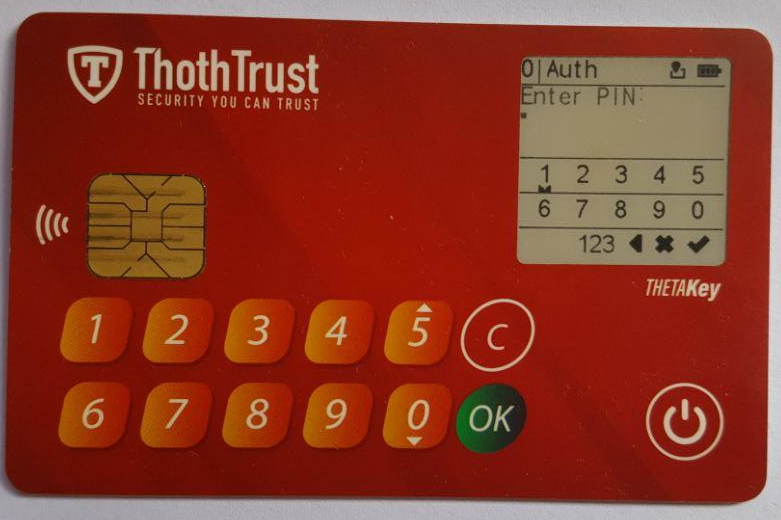 T ThothTrust
SECURITY YOU CAN TRUST
0|Auth
Enter PIN:
1 2 3 4 5
6 7 8 9 0
123
THETAKey
1 2 3 4 5 C
6 7 8 9 0 OK